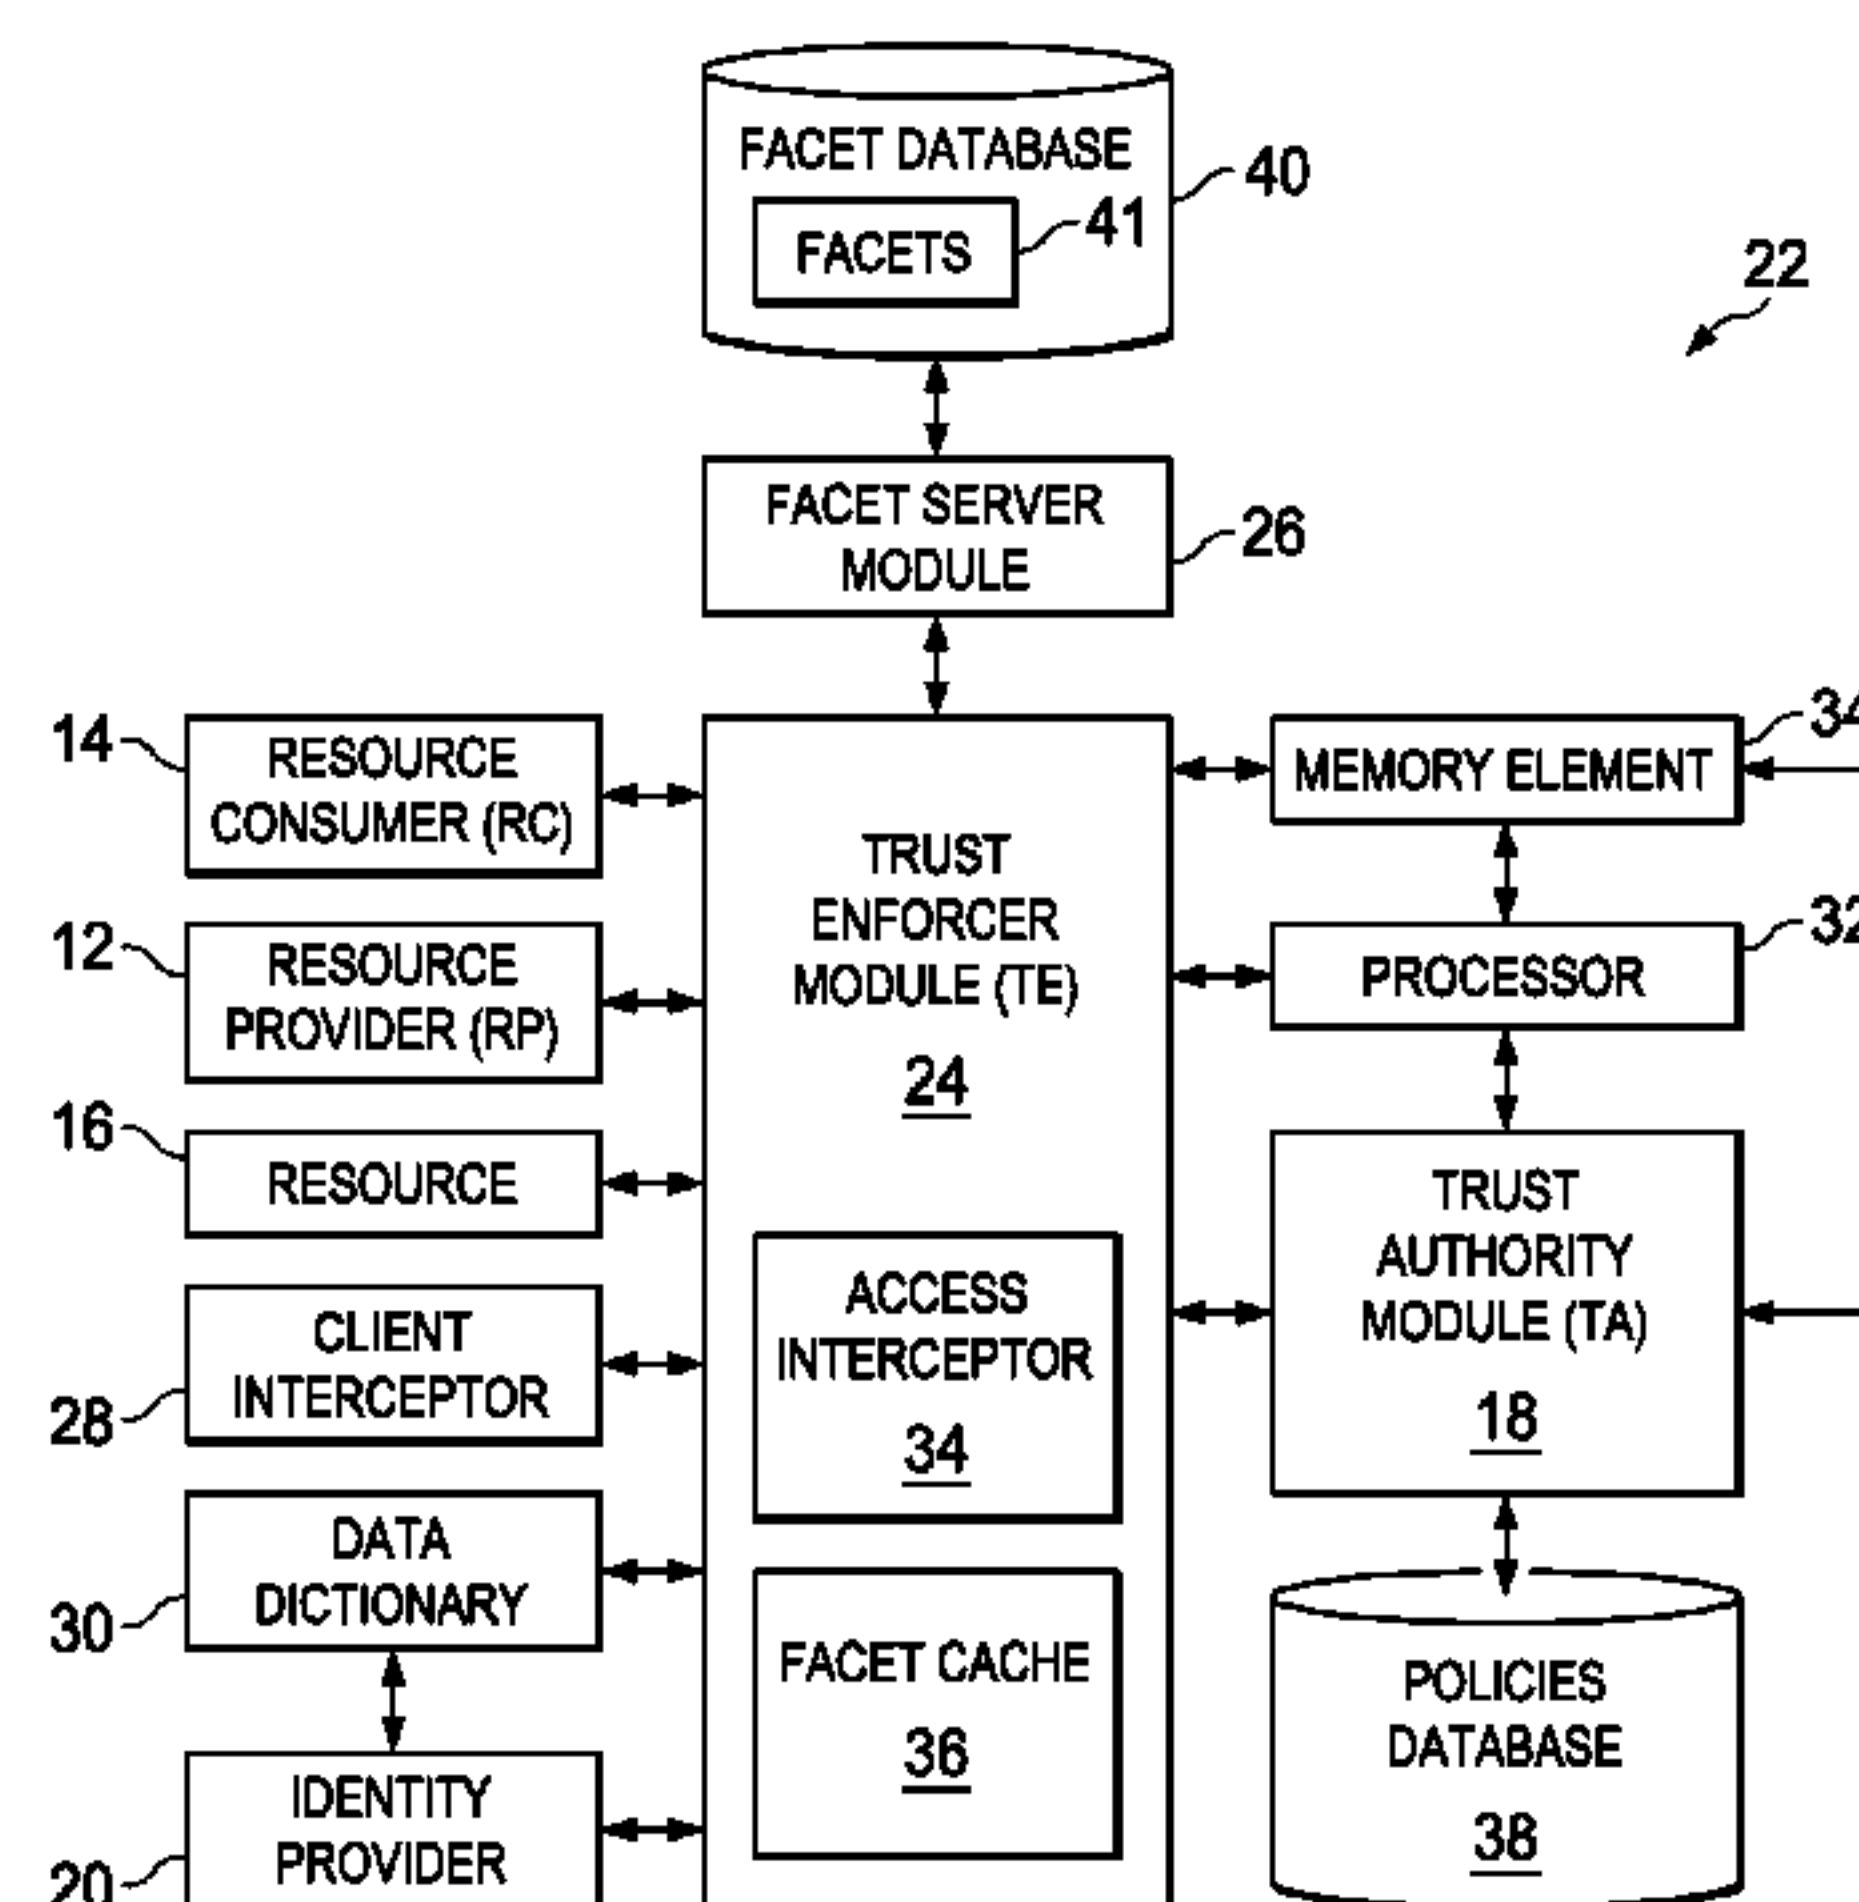 FACET DATABASE
40
FACETS
41
22
FACET SERVER
MODULE
26
14
RESOURCE
CONSUMER (RC)
12
RESOURCE
PROVIDER (RP)
16
RESOURCE
CLIENT
INTERCEPTOR
28
DATA
DICTIONARY
30
IDENTITY
PROVIDER
20
TRUST
ENFORCER
MODULE (TE)
24
ACCESS
INTERCEPTOR
34
FACET CACHE
36
MEMORY ELEMENT
34
PROCESSOR
32
TRUST
AUTHORITY
MODULE (TA)
18
POLICIES
DATABASE
38